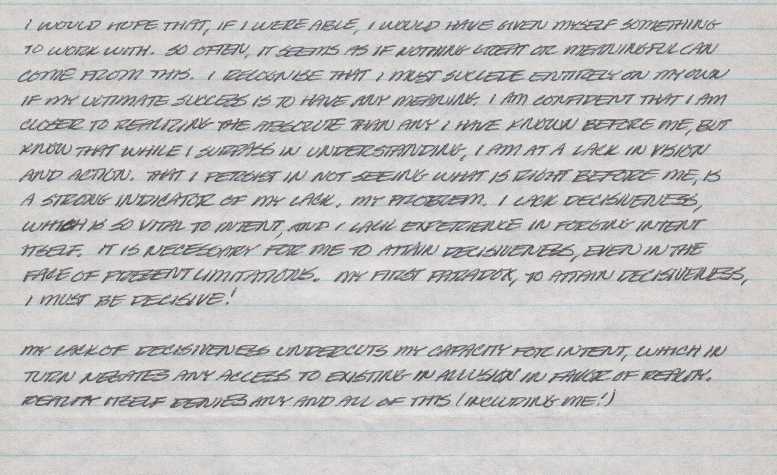 I WOULD HOPE THAT, IF I WERE ABLE, I WOULD HAVE GIVEN MYSELF SOMETHING
TO WORK WITH. SO OFTEN, IT SEEMS AS IF NOTHING GREAT OR MEANINGFUL CAN
COME FROM THIS. I RECOGNISE THAT I MUST SUCCEDE ENTIRELY ON MY OWN
IF MY ULTIMATE SUCCESS IS TO HAVE ANY MEANING. I AM CONFIDENT THAT I AM
CLOSER TO REALIZING THE ABSOLUTE THAN ANY I HAVE KNOWN BEFORE ME, BUT
KNOW THAT WHILE I SURPASS IN UNDERSTANDING, I AM AT A LACK IN VISION
AND ACTION. THAT I PERSIST IN NOT SEEING WHAT IS RIGHT BEFORE ME, IS
A STRONG INDICATOR OF MY LACK. MY PROBLEM. I LACK DECISIVENESS,
WHICH IS SO VITAL TO INTENT, AND I LACK EXPERIENCE IN FORGING INTENT
ITSELF. IT IS NECESSARY FOR ME TO ATTAIN DECISIVENESS, EVEN IN THE
FACE OF PRESENT LIMITATIONS. MY FIRST PARADOX, TO ATTAIN DECISIVENESS,
I MUST BE DECISIVE!
MY LACK OF DECISIVENESS UNDERCUTS MY CAPACITY FOR INTENT, WHICH IN
TURN NEGATES ANY ACCESS TO EXISTING IN ALLUSION IN FAVOR OF REALITY.
REALITY ITSELF DENIES ANY AND ALL OF THIS (INCLUDING ME!)